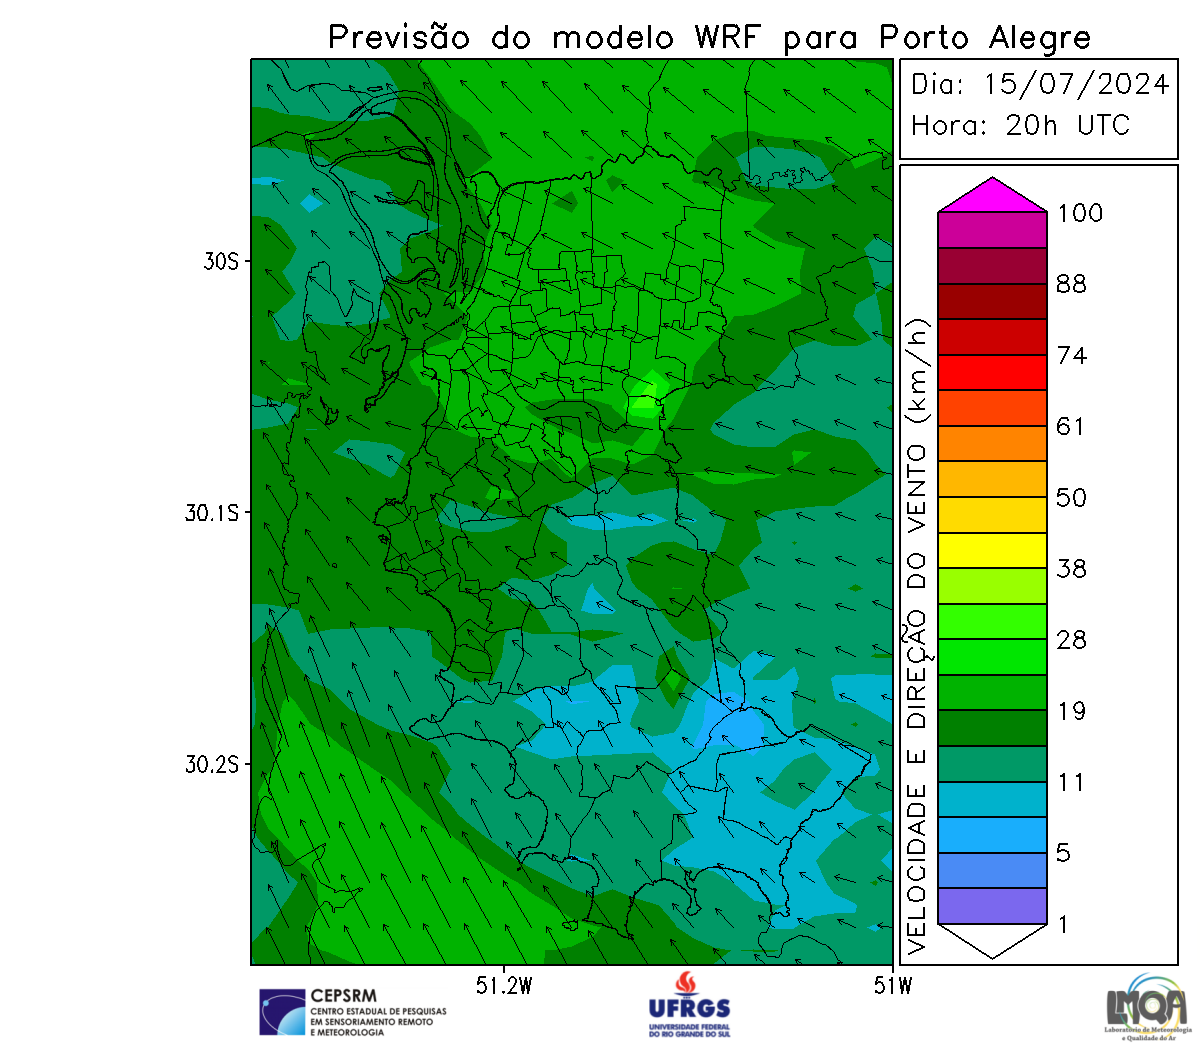 Previsão do modelo WRF para Porto Alegre
Dia: 15/07/2024
Hora: 20h UTC
30S
30.1S
30.2S
51.2W
51W
VELOCIDADE E DIREÇÃO DO VENTO (km/h)
100
88
74
61
50
38
28
19
11
5
1
CEPSRM
CENTRO ESTADUAL DE PESQUISAS
EM SENSORIAMENTO REMOTO
E METEOROLOGIA
UFRGS
UNIVERSIDADE FEDERAL
DO RIO GRANDE DO SUL
LMQA
Laboratório de Meteorologia
e Qualidade do Ar